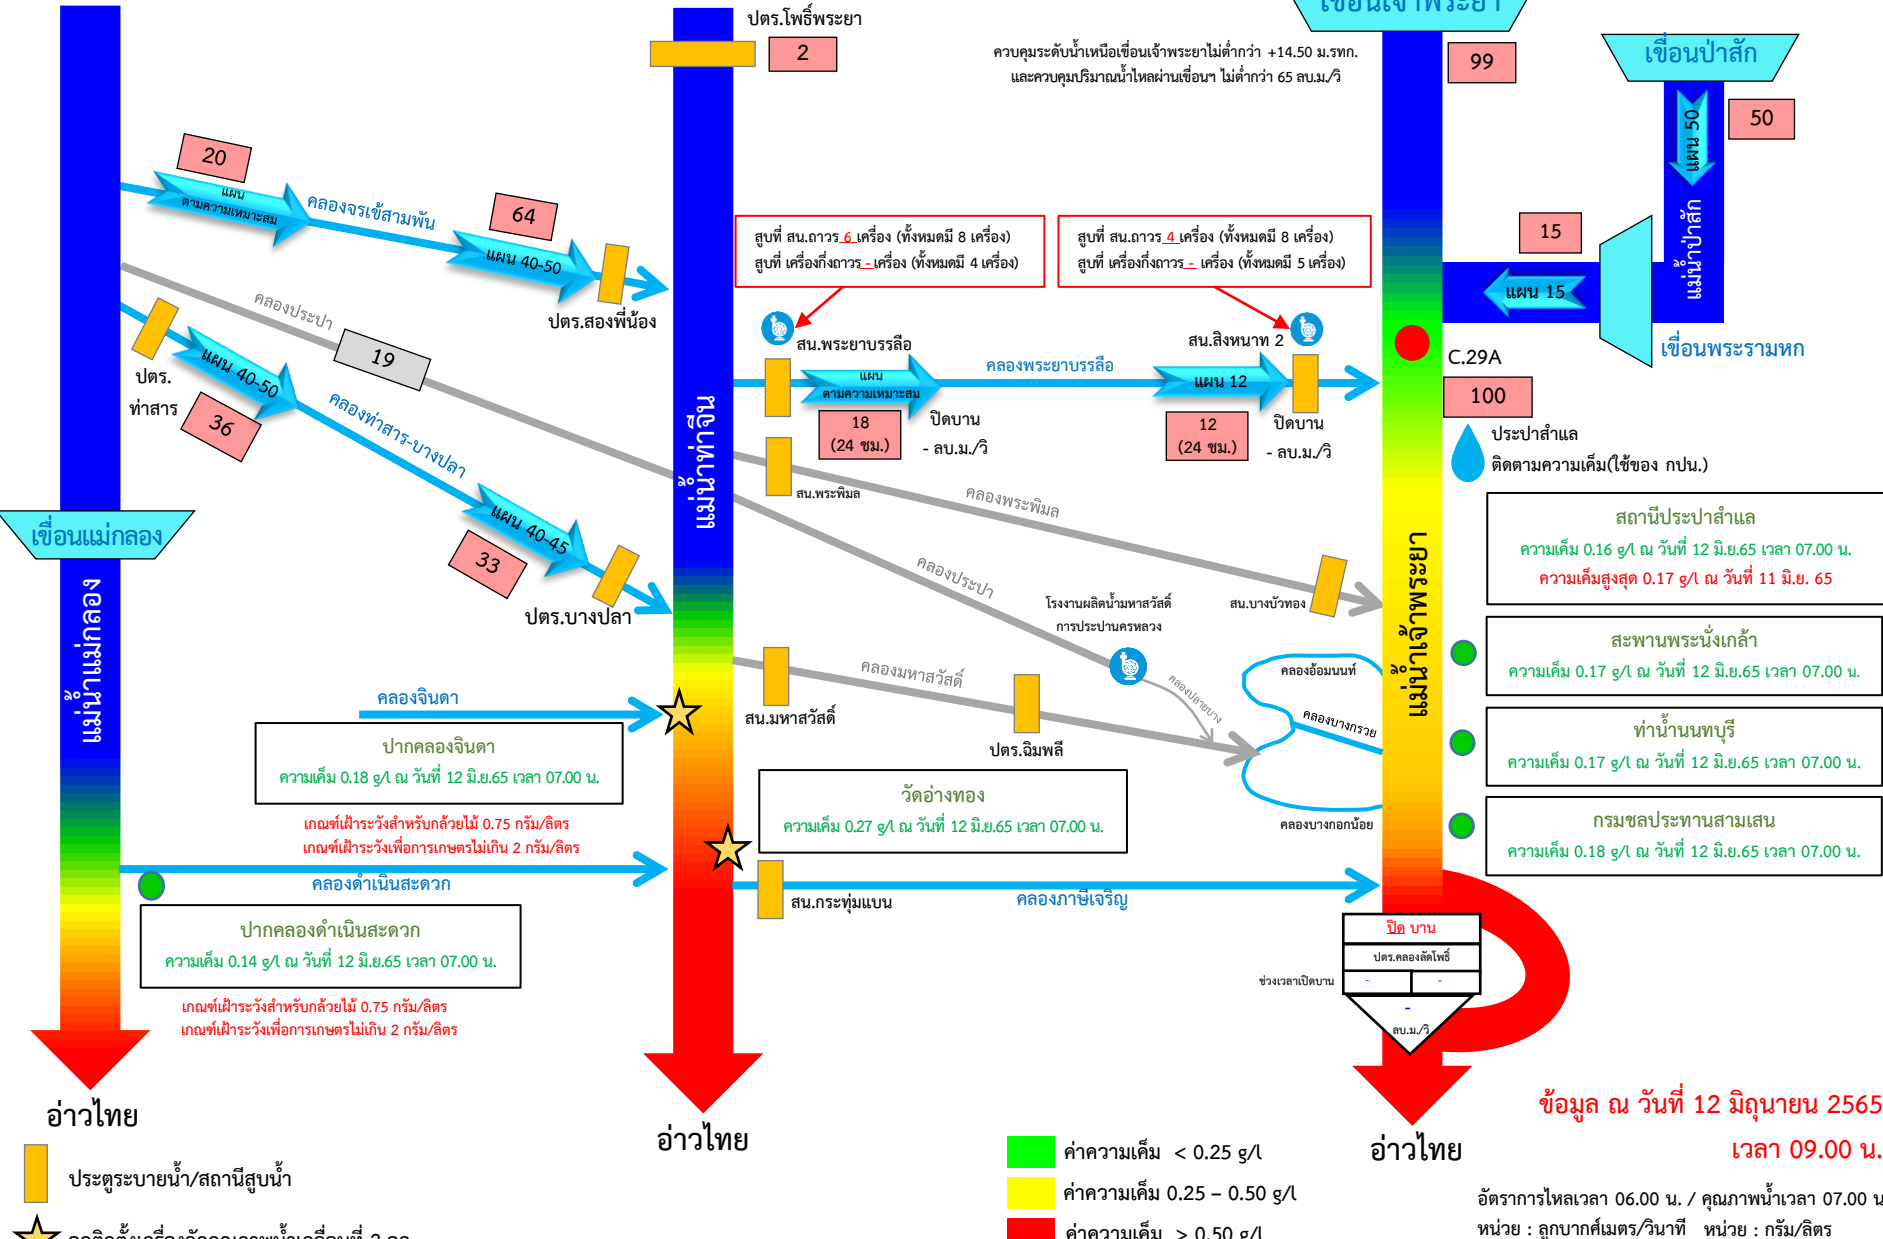 ปตร.โพธิ์พระยา
2
เขื่อนเจ้าพระยา
ควบคุมระดับน้ำเหนือเขื่อนเจ้าพระยาไม่ต่ำกว่า +14.50 ม.รทก.
และควบคุมปริมาณน้ำไหลผ่านเขื่อนฯ ไม่ต่ำกว่า 65 ลบ.ม./วิ
99
เขื่อนป่าสัก
50
แผน 50
แม่น้ำป่าสัก
15
แผน 15
เขื่อนพระรามหก
20
แผน
ตามความเหมาะสม
คลองจรเข้สามพัน
64
แผน 40-50
ปตร.สองพี่น้อง
สูบที่ สน.ถาวร 6 เครื่อง (ทั้งหมดมี 8 เครื่อง)
สูบที่ เครื่องกึ่งถาวร - เครื่อง (ทั้งหมดมี 4 เครื่อง)
สูบที่ สน.ถาวร 4 เครื่อง (ทั้งหมดมี 8 เครื่อง)
สูบที่ เครื่องกึ่งถาวร - เครื่อง (ทั้งหมดมี 5 เครื่อง)
คลองประปา
19
ปตร.
ท่าสาร
แผน 40-50
36
คลองท่าสาร-บางปลา
แผน 40-45
33
ปตร.บางปลา
สน.พระยาบรรลือ
แผน
ตามความเหมาะสม
18
(24 ชม.)
ปิดบาน
- ลบ.ม./วิ
คลองพระยาบรรลือ
สน.สิงหนาท 2
แผน 12
12
(24 ชม.)
ปิดบาน
- ลบ.ม./วิ
C.29A
100
ประปาสำแล
ติดตามความเค็ม(ใช้ของ กปน.)
แม่น้ำท่าจีน
สน.พระพิมล
คลองพระพิมล
สน.บางบัวทอง
คลองประปา
โรงงานผลิตน้ำมหาสวัสดิ์
การประปานครหลวง
คลองปลายบาง
แม่น้ำเจ้าพระยา
สถานีประปาสำแล
ความเค็ม 0.16 g/l ณ วันที่ 12 มิ.ย.65 เวลา 07.00 น.
ความเค็มสูงสุด 0.17 g/l ณ วันที่ 11 มิ.ย. 65
สะพานพระนั่งเกล้า
ความเค็ม 0.17 g/l ณ วันที่ 12 มิ.ย.65 เวลา 07.00 น.
ท่าน้ำนนทบุรี
ความเค็ม 0.17 g/l ณ วันที่ 12 มิ.ย.65 เวลา 07.00 น.
กรมชลประทานสามเสน
ความเค็ม 0.18 g/l ณ วันที่ 12 มิ.ย.65 เวลา 07.00 น.
เขื่อนแม่กลอง
แม่น้ำแม่กลอง
คลองจินดา
ปากคลองจินดา
ความเค็ม 0.18 g/l ณ วันที่ 12 มิ.ย.65 เวลา 07.00 น.
เกณฑ์เฝ้าระวังสำหรับกล้วยไม้ 0.75 กรัม/ลิตร
เกณฑ์เฝ้าระวังเพื่อการเกษตรไม่เกิน 2 กรัม/ลิตร
สน.มหาสวัสดิ์
คลองมหาสวัสดิ์
ปตร.ฉิมพลี
คลองอ้อมนนท์
คลองบางกรวย
คลองบางกอกน้อย
วัดอ่างทอง
ความเค็ม 0.27 g/l ณ วันที่ 12 มิ.ย.65 เวลา 07.00 น.
คลองดำเนินสะดวก
ปากคลองดำเนินสะดวก
ความเค็ม 0.14 g/l ณ วันที่ 12 มิ.ย.65 เวลา 07.00 น.
เกณฑ์เฝ้าระวังสำหรับกล้วยไม้ 0.75 กรัม/ลิตร
เกณฑ์เฝ้าระวังเพื่อการเกษตรไม่เกิน 2 กรัม/ลิตร
สน.กระทุ่มแบน
คลองภาษีเจริญ
ปิด บาน
ปตร.คลองลัดโพธิ์
ช่วงเวลาเปิดบาน
- -
-
ลบ.ม./วิ
อ่าวไทย
อ่าวไทย
อ่าวไทย
ข้อมูล ณ วันที่ 12 มิถุนายน 2565
เวลา 09.00 น.
อัตราการไหลเวลา 06.00 น. / คุณภาพน้ำเวลา 07.00 น
หน่วย : ลูกบากศ์เมตร/วินาที หน่วย : กรัม/ลิตร
ประตูระบายน้ำ/สถานีสูบน้ำ
ค่าความเค็ม < 0.25 g/l
ค่าความเค็ม 0.25 – 0.50 g/l
ค่าความเค็ม > 0.50 g/l